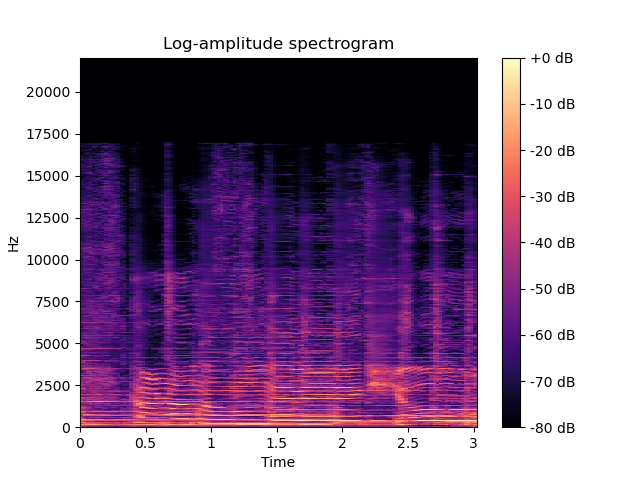 Log-amplitude spectrogram
Hz
20000
17500
15000
12500
10000
7500
5000
2500
0
0
0.5
1
1.5
2
2.5
3
Time
+0 dB
-10 dB
-20 dB
-30 dB
-40 dB
-50 dB
-60 dB
-70 dB
-80 dB